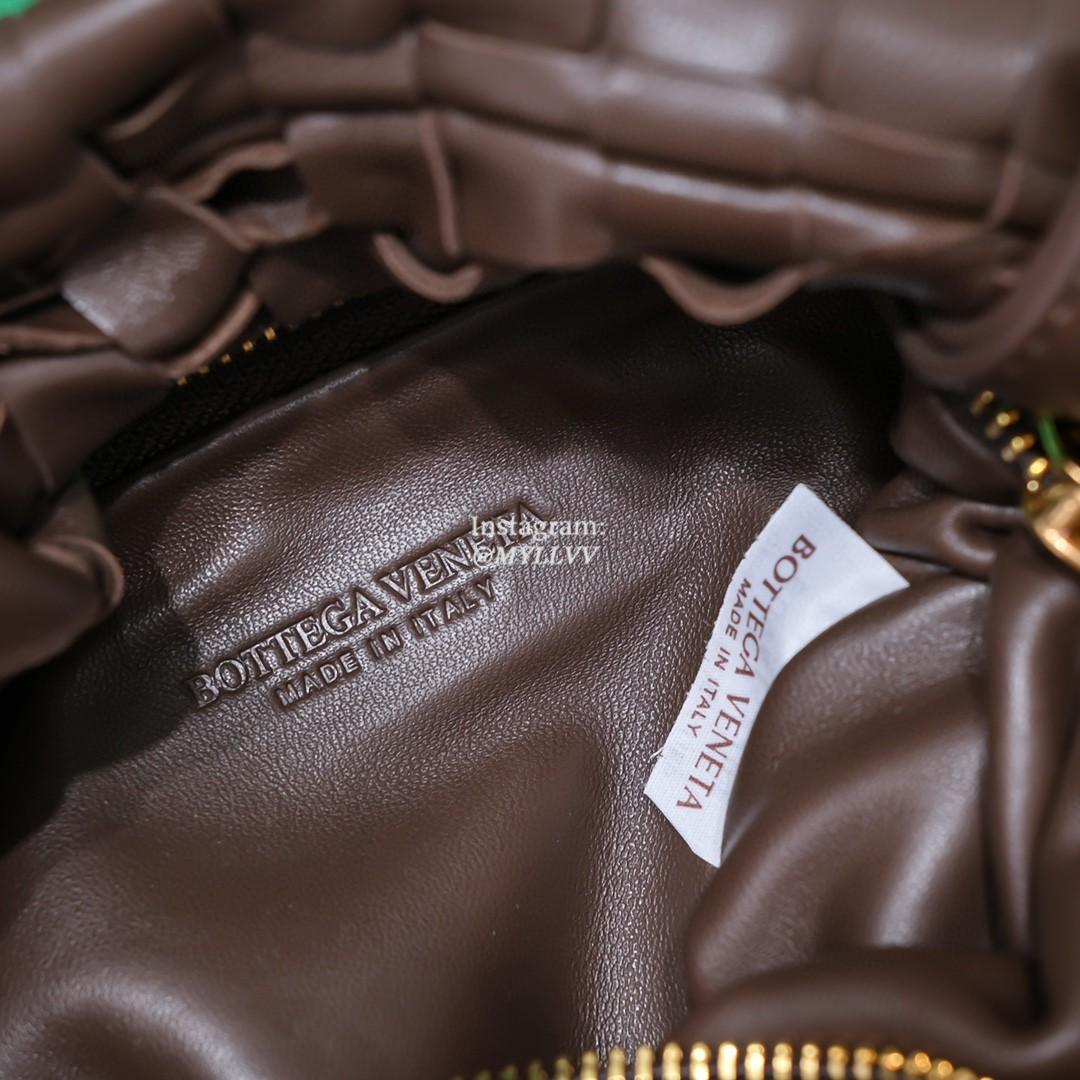 BOTTEGA VENETA
MADE IN ITALY
Instagram:
@MYLLVV
BOTTEGA VENETA
MADE IN ITALY